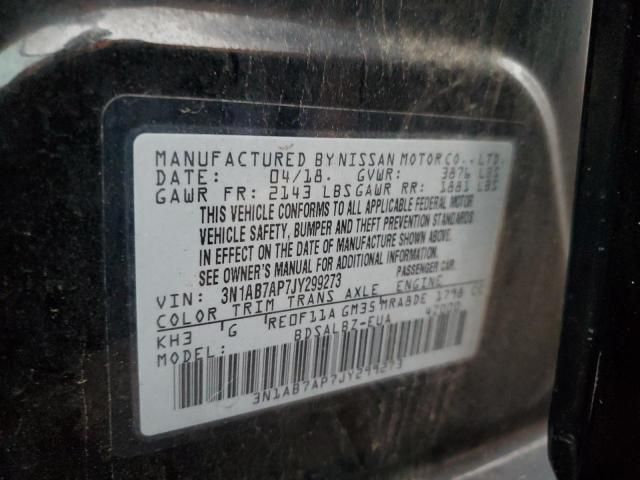 MANUFACTURED BY NISSAN MOTOR CO., LTD.
DATE: 04/18. GVWR: 3876 LBS
GAWR FR: 2143 LBS GAWR RR: 1881 LBS
THIS VEHICLE CONFORMS TO ALL APPLICABLE FEDERAL MOTOR
VEHICLE SAFETY, BUMPER AND THEFT PREVENTION STANDARDS
IN EFFECT ON THE DATE OF MANUFACTURE SHOWN ABOVE.
SEE OWNER'S MANUAL FOR ADDITIONAL INFORMATION.
VIN: 3N1AB7AP7JY299273 PASSENGER CAR.
COLOR TRIM TRANS AXLE ENGINE
KH3 G RE0F11A GM35 MRA8DE 1798 CC
MODEL: BDSALBZ-EUA 4Z000
3N1AB7AP7JY299273